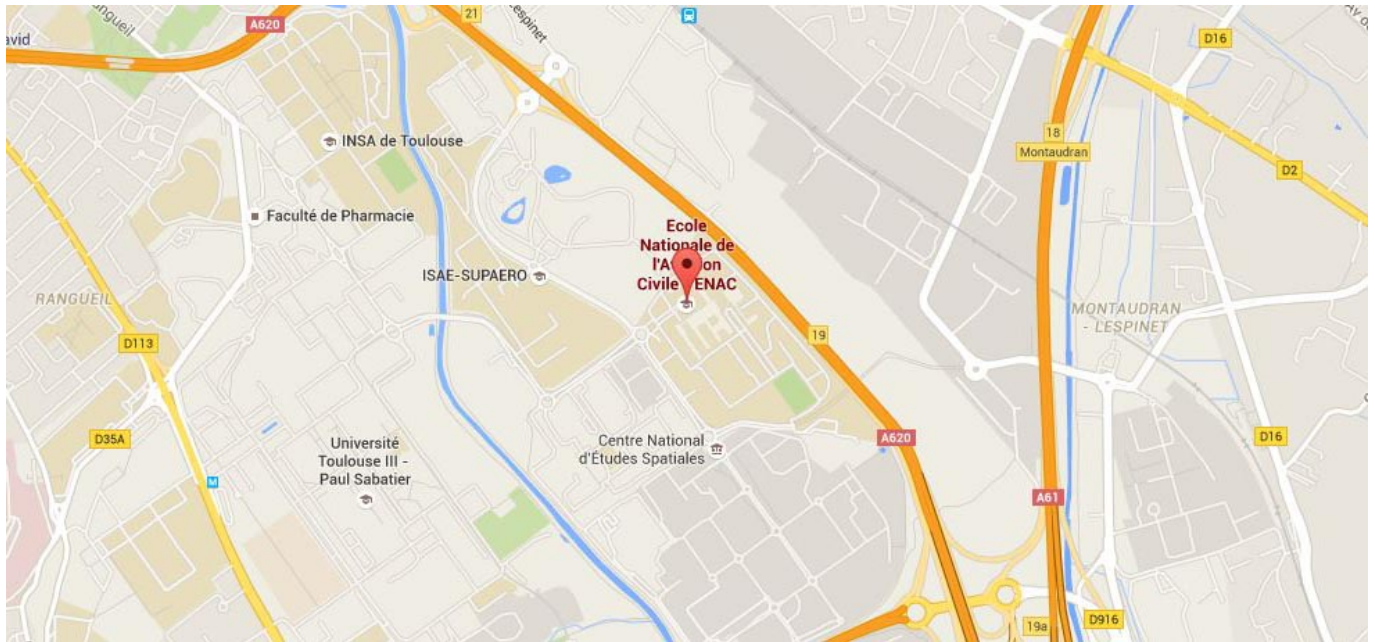 A620
21
Lespinet
D16
avid
Rangueil
INSA de Toulouse
18
Montaudran
D2
Faculté de Pharmacie
Ecole
Nationale de
Civile
ENAC
ISAE-SUPAERO
RANGUEIL
MONTAUDRAN
- LESPINET
D113
19
D35A
Université
Toulouse III -
Paul Sabatier
Centre National
d'Études Spatiales
A620
D16
M
A61
D916
19a